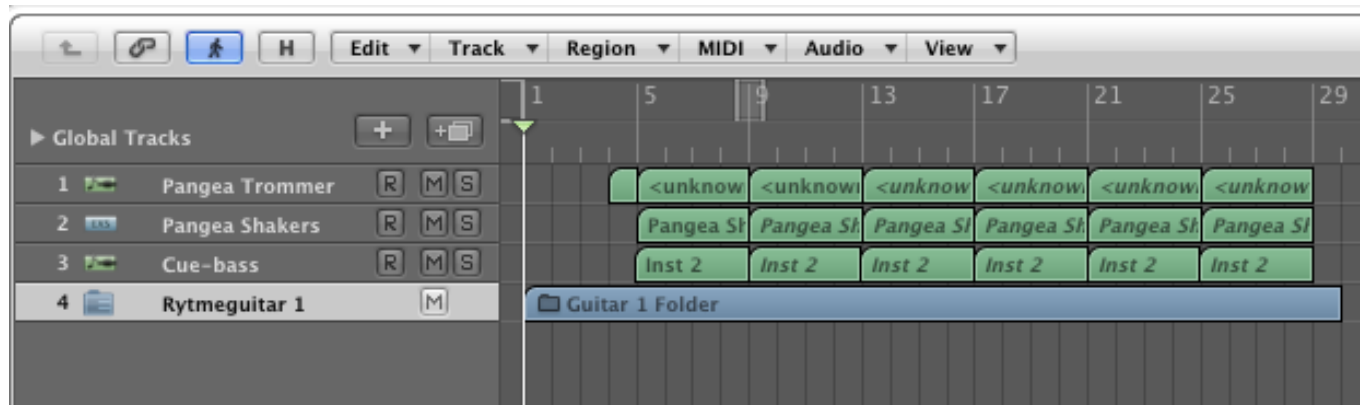 H Edit Track Region MIDI Audio View
1 5 9 13 17 21 25 29
Global Tracks
1 Pangea Trommer R M S <unknow <unknow <unknow <unknow <unknow <unknow
2 Pangea Shakers R M S Pangea Sh Pangea Sh Pangea Sh Pangea Sh Pangea Sh Pangea Sh
3 Cue-bass R M S Inst 2 Inst 2 Inst 2 Inst 2 Inst 2 Inst 2
4 Rytmeguitar 1 M Guitar 1 Folder